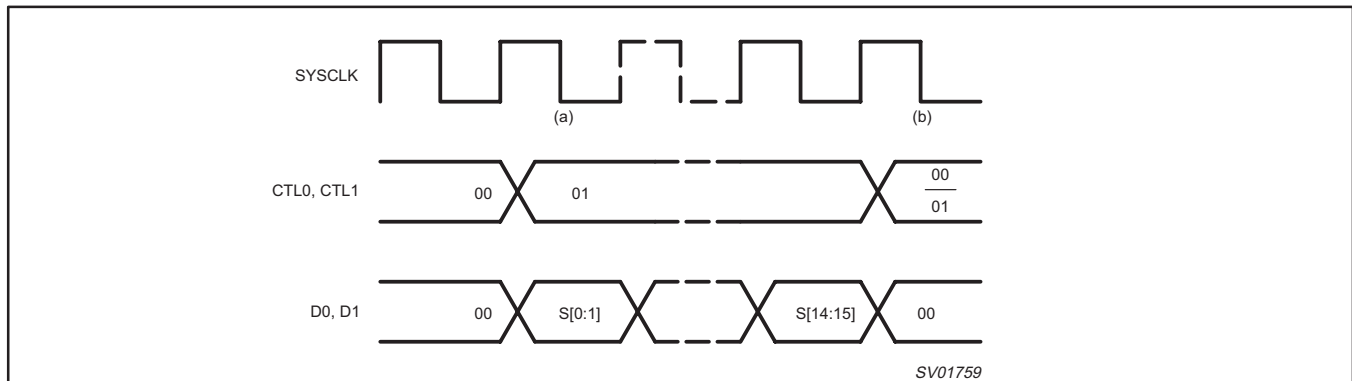 SYSCLK
(a) (b)
CTL0, CTL1 00 01 00
01
D0, D1 00 S[0:1] S[14:15] 00
SV01759